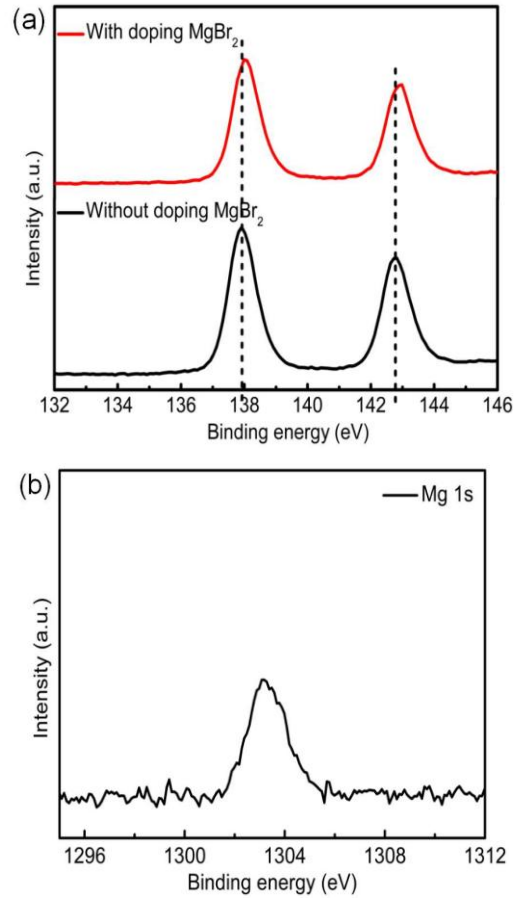 (a)
With doping MgBr₂
Without doping MgBr₂
Intensity (a.u.)
132 134 136 138 140 142 144 146
Binding energy (eV)
(b)
Mg 1s
Intensity (a.u.)
1296 1300 1304 1308 1312
Binding energy (eV)